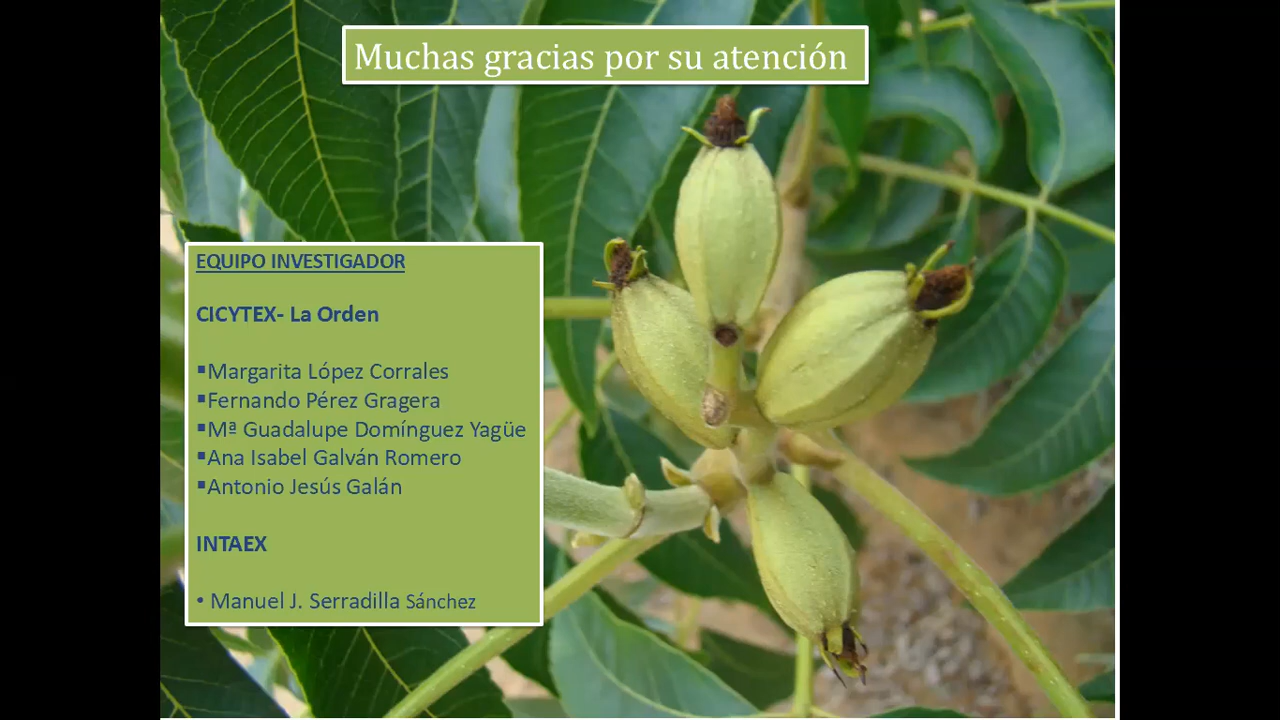 Muchas gracias por su atención
EQUIPO INVESTIGADOR
CICYTEX- La Orden
▪Margarita López Corrales
▪Fernando Pérez Gragera
▪Mª Guadalupe Domínguez Yagüe
▪Ana Isabel Galván Romero
▪Antonio Jesús Galán
INTAEX
• Manuel J. Serradilla Sánchez